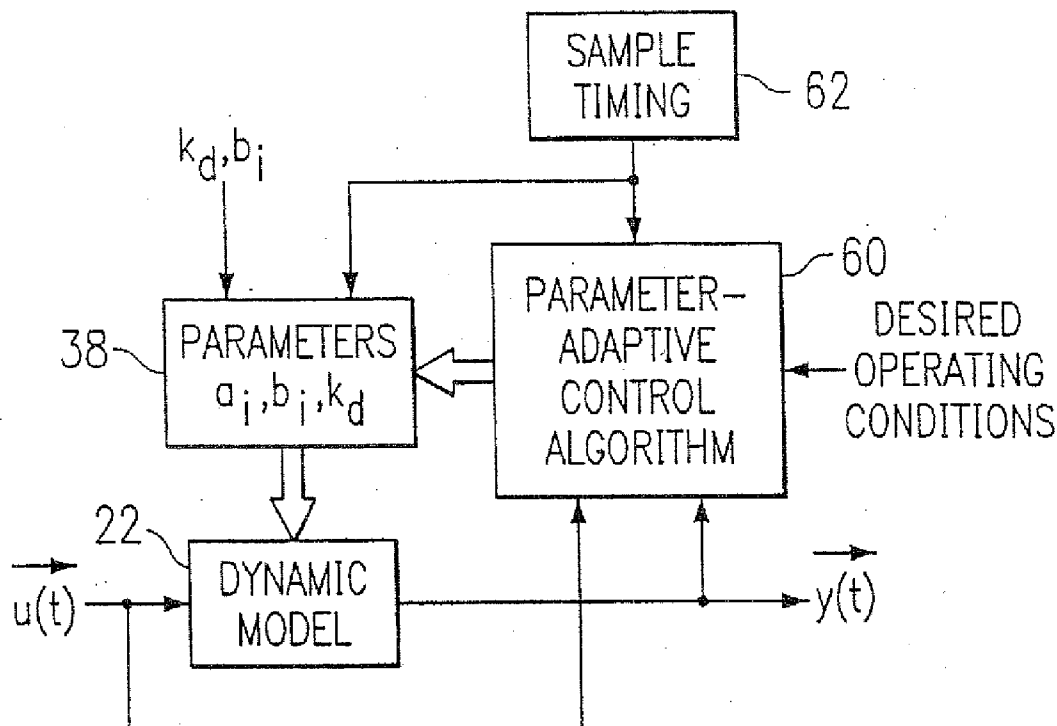 SAMPLE
TIMING
62
k_d, b_i
60
PARAMETER-
ADAPTIVE
CONTROL
ALGORITHM
DESIRED
OPERATING
CONDITIONS
38
PARAMETERS
a_i, b_i, k_d
22
DYNAMIC
MODEL
u(t)
y(t)